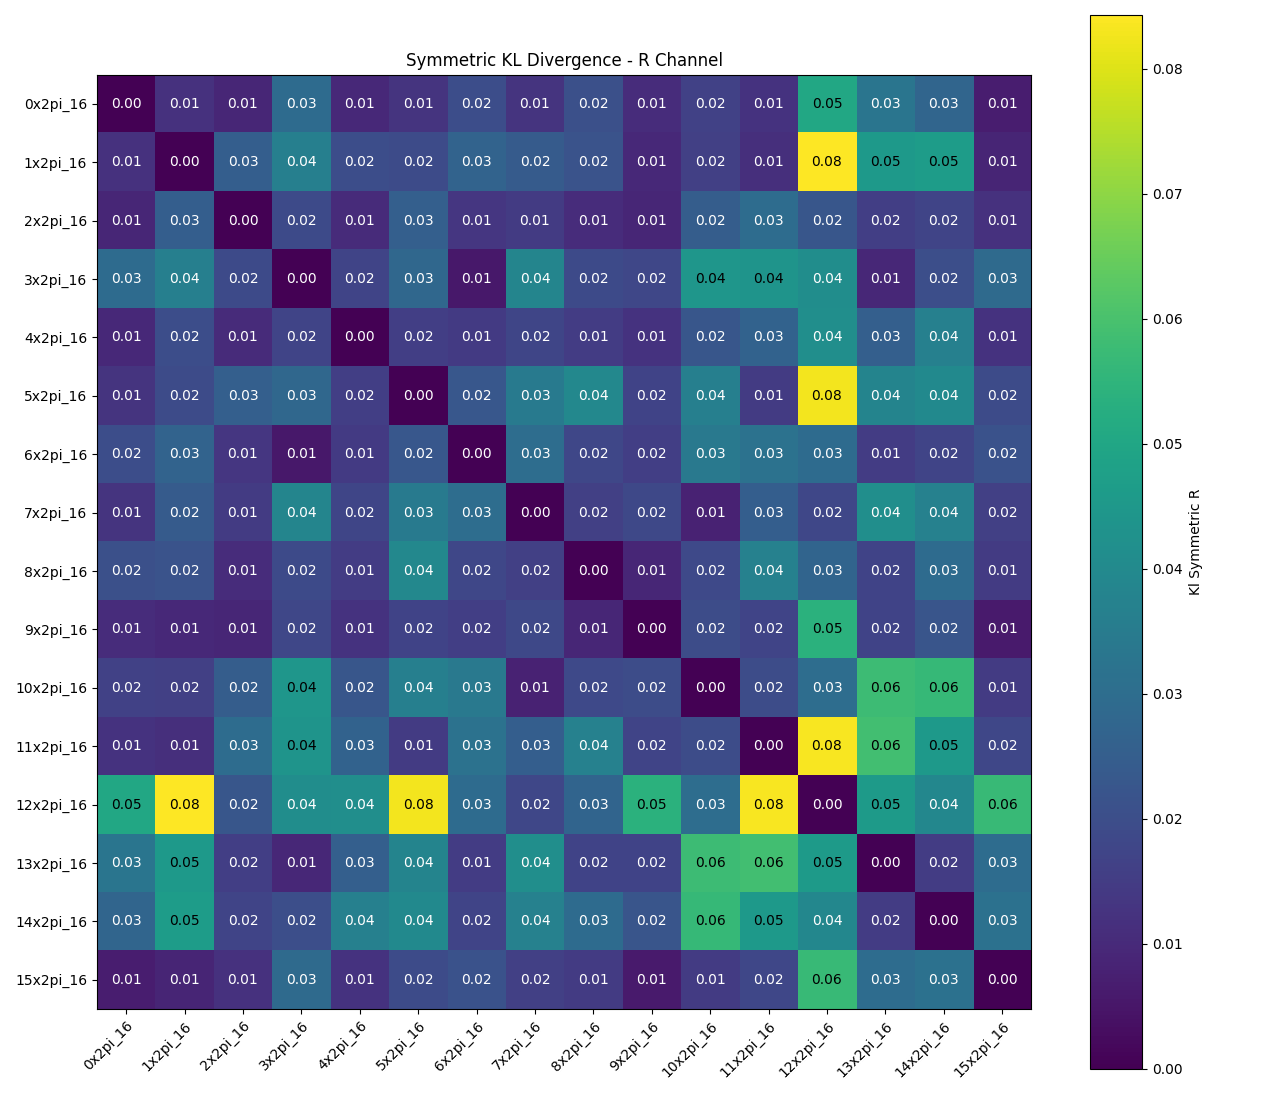 Symmetric KL Divergence - R Channel
0x2pi_16 0.00 0.01 0.01 0.03 0.01 0.01 0.02 0.01 0.02 0.01 0.02 0.01 0.05 0.03 0.03 0.01
1x2pi_16 0.01 0.00 0.03 0.04 0.02 0.02 0.03 0.02 0.02 0.01 0.02 0.01 0.08 0.05 0.05 0.01
2x2pi_16 0.01 0.03 0.00 0.02 0.01 0.03 0.01 0.01 0.01 0.01 0.02 0.03 0.02 0.02 0.02 0.01
3x2pi_16 0.03 0.04 0.02 0.00 0.02 0.03 0.01 0.04 0.02 0.02 0.04 0.04 0.04 0.01 0.02 0.03
4x2pi_16 0.01 0.02 0.01 0.02 0.00 0.02 0.01 0.02 0.01 0.01 0.02 0.03 0.04 0.03 0.04 0.01
5x2pi_16 0.01 0.02 0.03 0.03 0.02 0.00 0.02 0.03 0.04 0.02 0.04 0.01 0.08 0.04 0.04 0.02
6x2pi_16 0.02 0.03 0.01 0.01 0.01 0.02 0.00 0.03 0.02 0.02 0.03 0.03 0.03 0.01 0.02 0.02
7x2pi_16 0.01 0.02 0.01 0.04 0.02 0.03 0.03 0.00 0.02 0.02 0.01 0.03 0.02 0.04 0.04 0.02
8x2pi_16 0.02 0.02 0.01 0.02 0.01 0.04 0.02 0.02 0.00 0.01 0.02 0.04 0.03 0.02 0.03 0.01
9x2pi_16 0.01 0.01 0.01 0.02 0.01 0.02 0.02 0.02 0.01 0.00 0.02 0.02 0.05 0.02 0.02 0.01
10x2pi_16 0.02 0.02 0.02 0.04 0.02 0.04 0.03 0.01 0.02 0.02 0.00 0.02 0.03 0.06 0.06 0.01
11x2pi_16 0.01 0.01 0.03 0.04 0.03 0.01 0.03 0.03 0.04 0.02 0.02 0.00 0.08 0.06 0.05 0.02
12x2pi_16 0.05 0.08 0.02 0.04 0.04 0.08 0.03 0.02 0.03 0.05 0.03 0.08 0.00 0.05 0.04 0.06
13x2pi_16 0.03 0.05 0.02 0.01 0.03 0.04 0.01 0.04 0.02 0.02 0.06 0.06 0.05 0.00 0.02 0.03
14x2pi_16 0.03 0.05 0.02 0.02 0.04 0.04 0.02 0.04 0.03 0.02 0.06 0.05 0.04 0.02 0.00 0.03
15x2pi_16 0.01 0.01 0.01 0.03 0.01 0.02 0.02 0.02 0.01 0.01 0.01 0.02 0.06 0.03 0.03 0.00
0x2pi_16 1x2pi_16 2x2pi_16 3x2pi_16 4x2pi_16 5x2pi_16 6x2pi_16 7x2pi_16 8x2pi_16 9x2pi_16 10x2pi_16 11x2pi_16 12x2pi_16 13x2pi_16 14x2pi_16 15x2pi_16
0.08
0.07
0.06
0.05
0.04
0.03
0.02
0.01
0.00
Kl Symmetric R